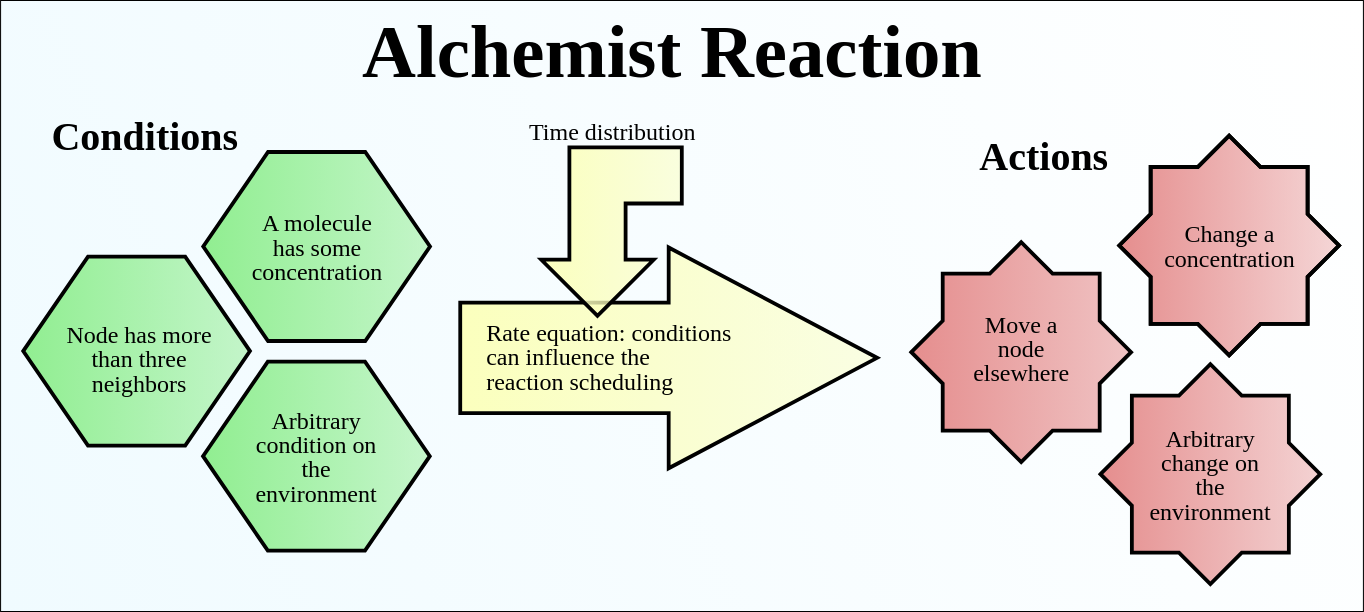 Alchemist Reaction
Conditions
A molecule
has some
concentration
Node has more
than three
neighbors
Arbitrary
condition on
the
environment
Time distribution
Rate equation: conditions
can influence the
reaction scheduling
Actions
Change a
concentration
Move a
node
elsewhere
Arbitrary
change on
the
environment